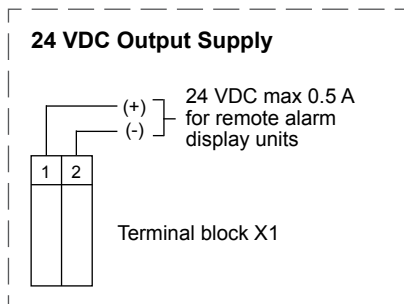 24 VDC Output Supply
(+)
(-)
24 VDC max 0.5 A
for remote alarm
display units
1 2
Terminal block X1